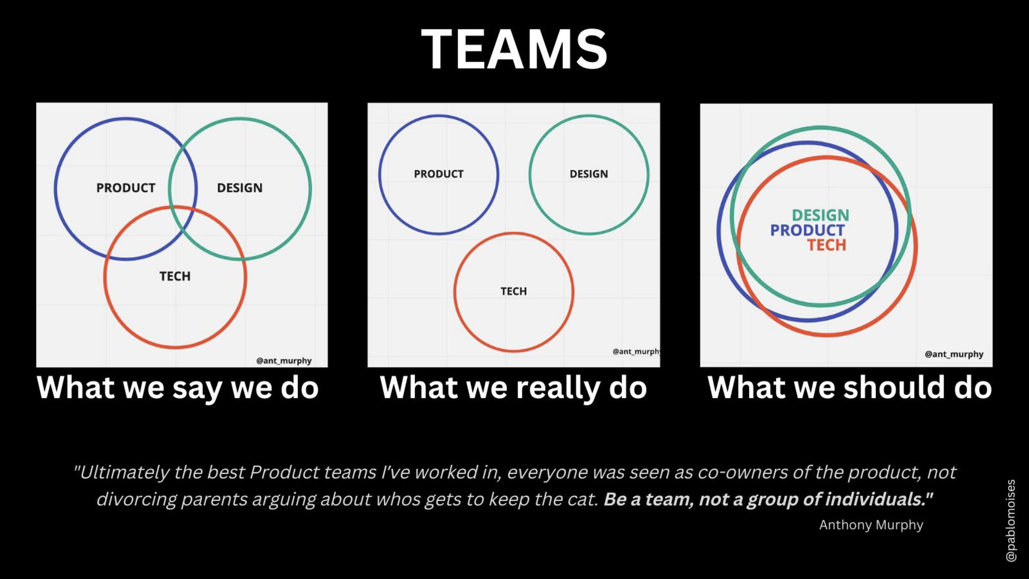 TEAMS
PRODUCT
DESIGN
TECH
@ant_murphy
What we say we do
PRODUCT
DESIGN
TECH
@ant_murphy
What we really do
DESIGN
PRODUCT
TECH
@ant_murphy
What we should do
"Ultimately the best Product teams I've worked in, everyone was seen as co-owners of the product, not
divorcing parents arguing about whos gets to keep the cat. Be a team, not a group of individuals."
Anthony Murphy
@pablomoises